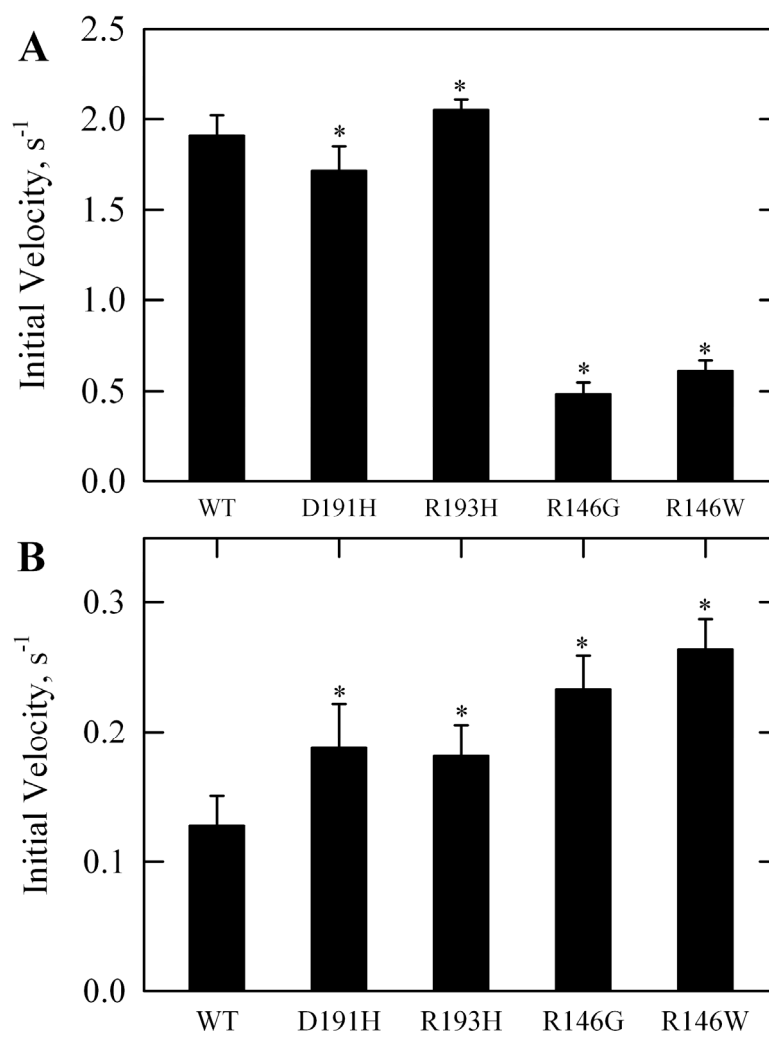 A
Initial Velocity, s⁻¹
2.5
2.0
1.5
1.0
0.5
0.0
* * * *
WT D191H R193H R146G R146W
B
Initial Velocity, s⁻¹
0.3
0.2
0.1
0.0
* * * *
WT D191H R193H R146G R146W